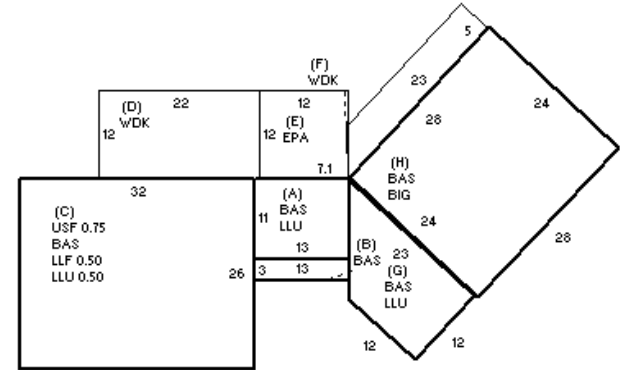 5
(F)
WDK
22
12
23
24
(D)
WDK
12
12
(E)
EPA
28
7.1
(H)
BAS
BIG
32
(C)
USF 0.75
BAS
LLF 0.50
LLU 0.50
(A)
BAS
LLU
11
24
13
(B)
BAS
23
(G)
BAS
LLU
28
26
3
13
12
12